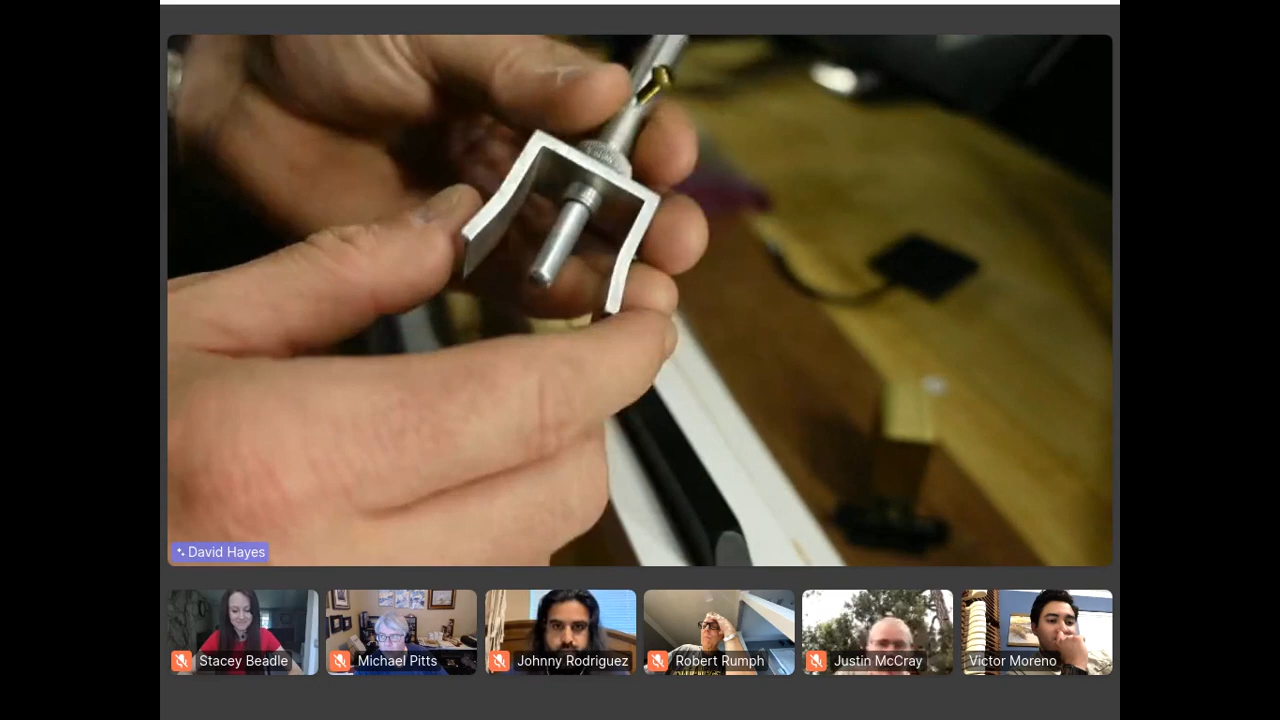 David Hayes
Stacey Beadle
Michael Pitts
Johnny Rodriguez
Robert Rumph
Justin McCray
Victor Moreno